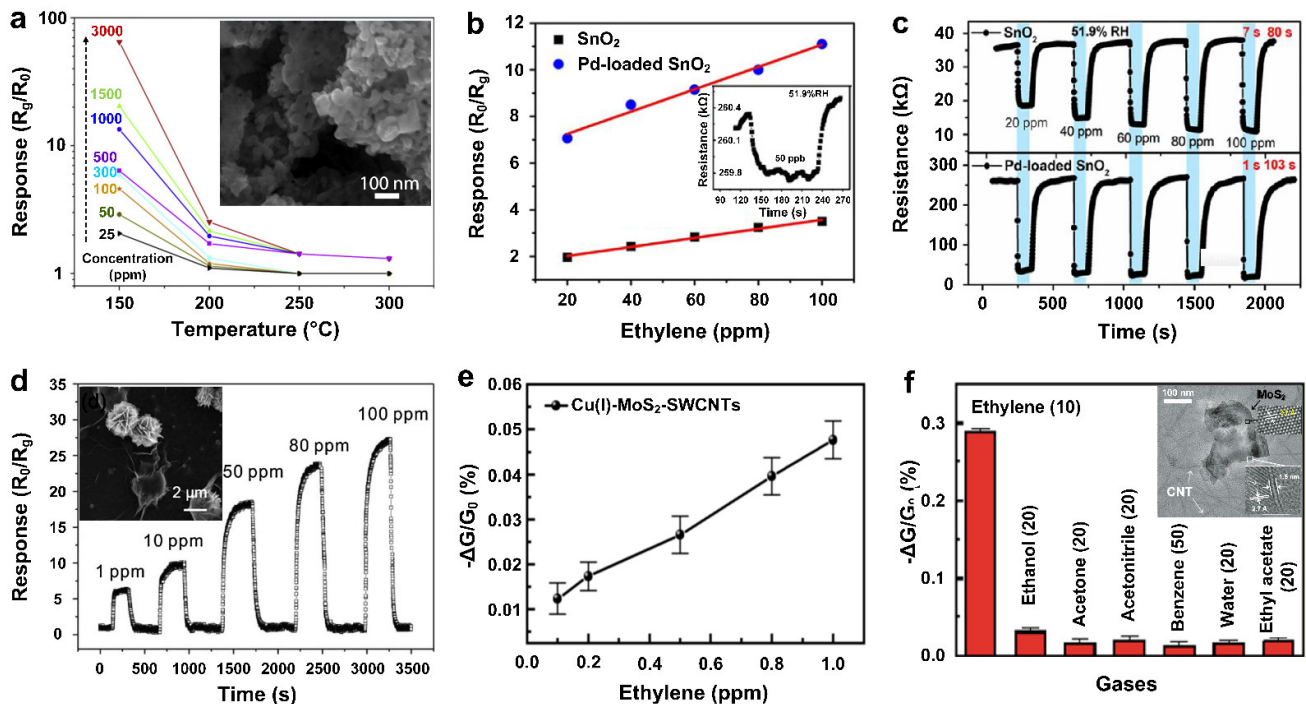 a
Response (Rg/R0)
100
10
1
3000
1500
1000
500
300
100
50
25
Concentration
(ppm)
100 nm
150
200
250
300
Temperature (°C)
b
Response (R0/Rg)
12
10
8
6
4
2
0
SnO2
Pd-loaded SnO2
Resistance (kΩ)
260.4
260.1
259.8
51.9%RH
50 ppb
90 120 150 180 210 240 270
Time (s)
20
40
60
80
100
Ethylene (ppm)
c
Resistance (kΩ)
40
35
30
25
20
15
10
SnO2
51.9% RH
7 s 80 s
20 ppm
40 ppm
60 ppm
80 ppm
100 ppm
300
200
100
0
Pd-loaded SnO2
1 s 103 s
0
500
1000
1500
2000
Time (s)
d
Response (R0/Rg)
35
30
25
20
15
10
5
0
(d)
2 µm
1 ppm
10 ppm
50 ppm
80 ppm
100 ppm
0 500 1000 1500 2000 2500 3000 3500
Time (s)
e
-ΔG/G0 (%)
0.06
0.05
0.04
0.03
0.02
0.01
Cu(I)-MoS2-SWCNTs
0.2
0.4
0.6
0.8
1.0
Ethylene (ppm)
f
-ΔG/G0 (%)
0.3
0.2
0.1
0.0
Ethylene (10)
Ethanol (20)
Acetone (20)
Acetonitrile (20)
Benzene (50)
Water (20)
Ethyl acetate
(20)
100 nm
MoS2
CNT
1.5 nm
2.7 A
Gases